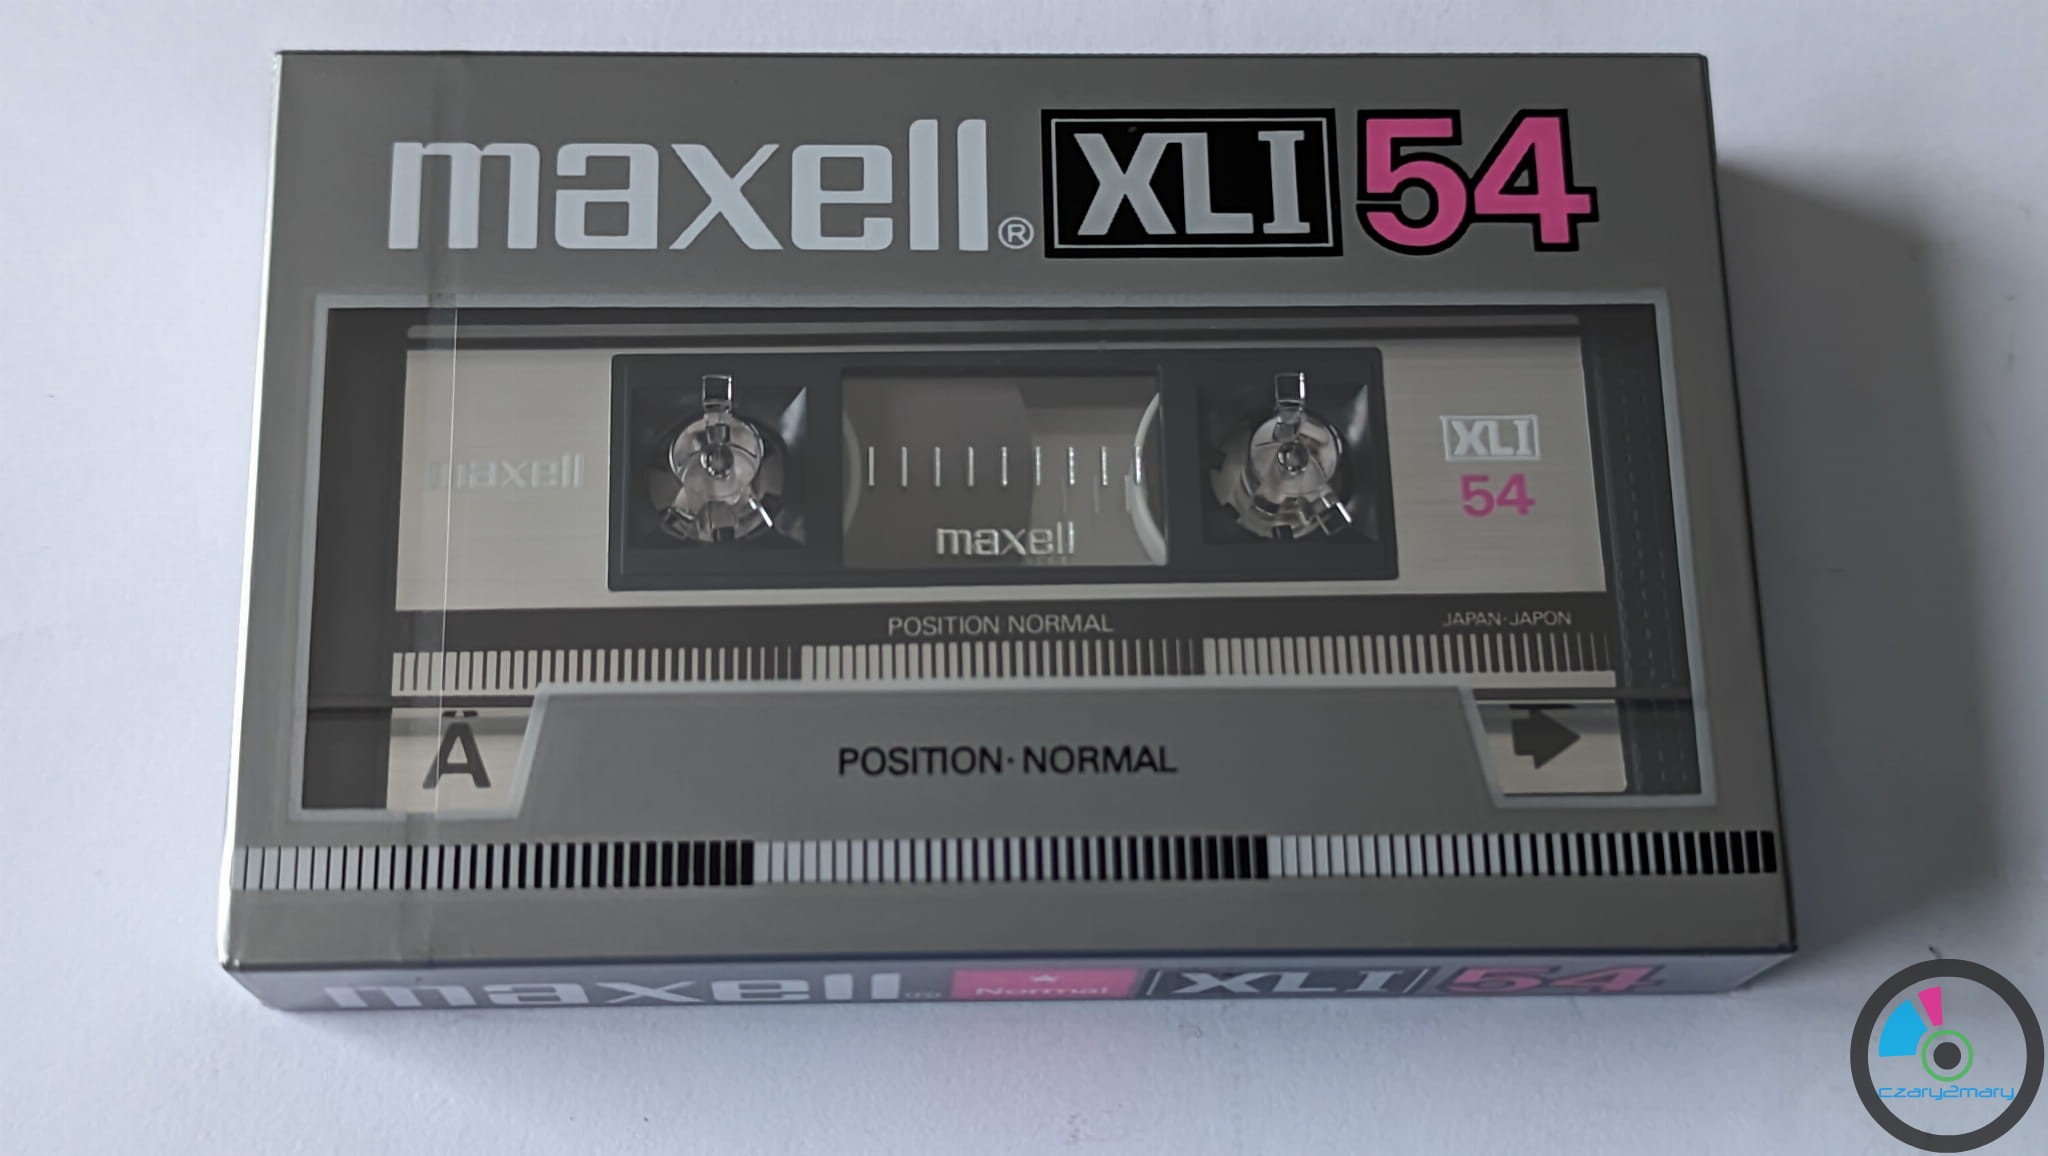 maxell® XLI 54
maxell
XLI
54
maxell
POSITION NORMAL
JAPAN·JAPON
A
POSITION·NORMAL
maxell® Normal XLI 54
czary2mary